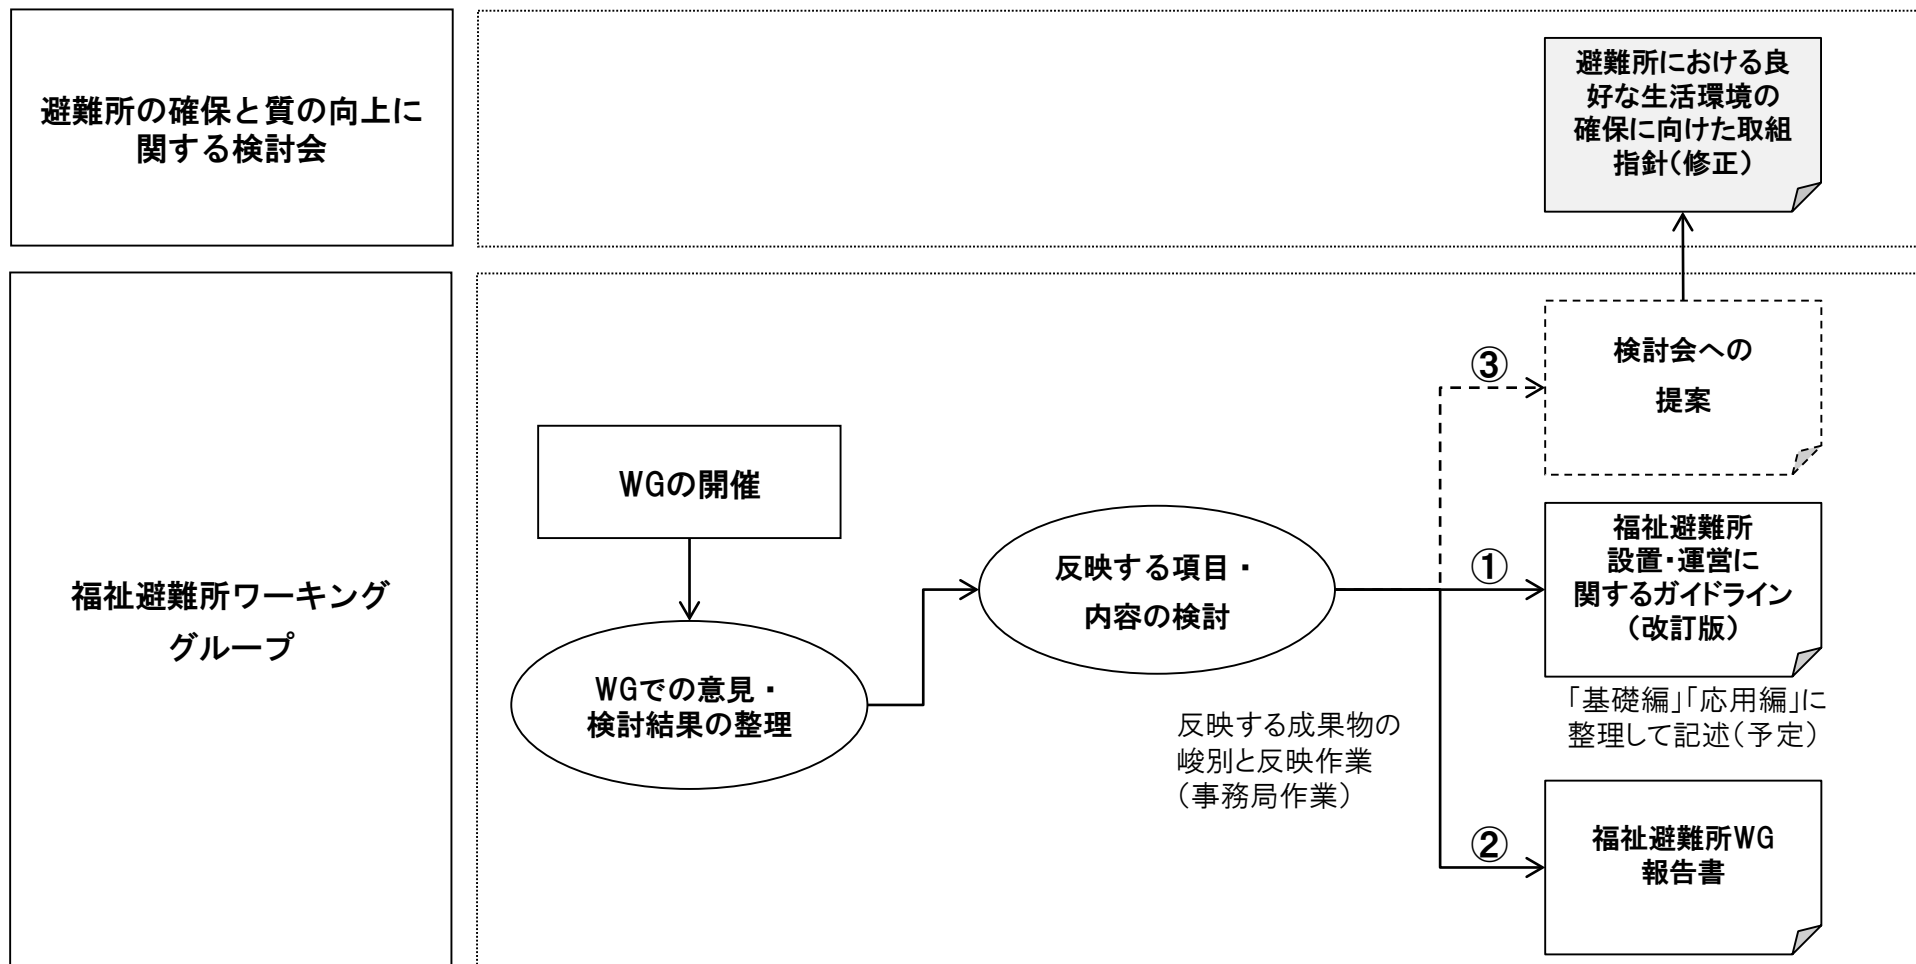 避難所の確保と質の向上に
関する検討会
避難所における良
好な生活環境の
確保に向けた取組
指針(修正)
福祉避難所ワーキング
グループ
検討会への
提案
③
WGの開催
WGでの意見・
検討結果の整理
反映する項目・
内容の検討
反映する成果物の
峻別と反映作業
(事務局作業)
①
福祉避難所
設置・運営に
関するガイドライン
(改訂版)
「基礎編」「応用編」に
整理して記述(予定)
②
福祉避難所WG
報告書